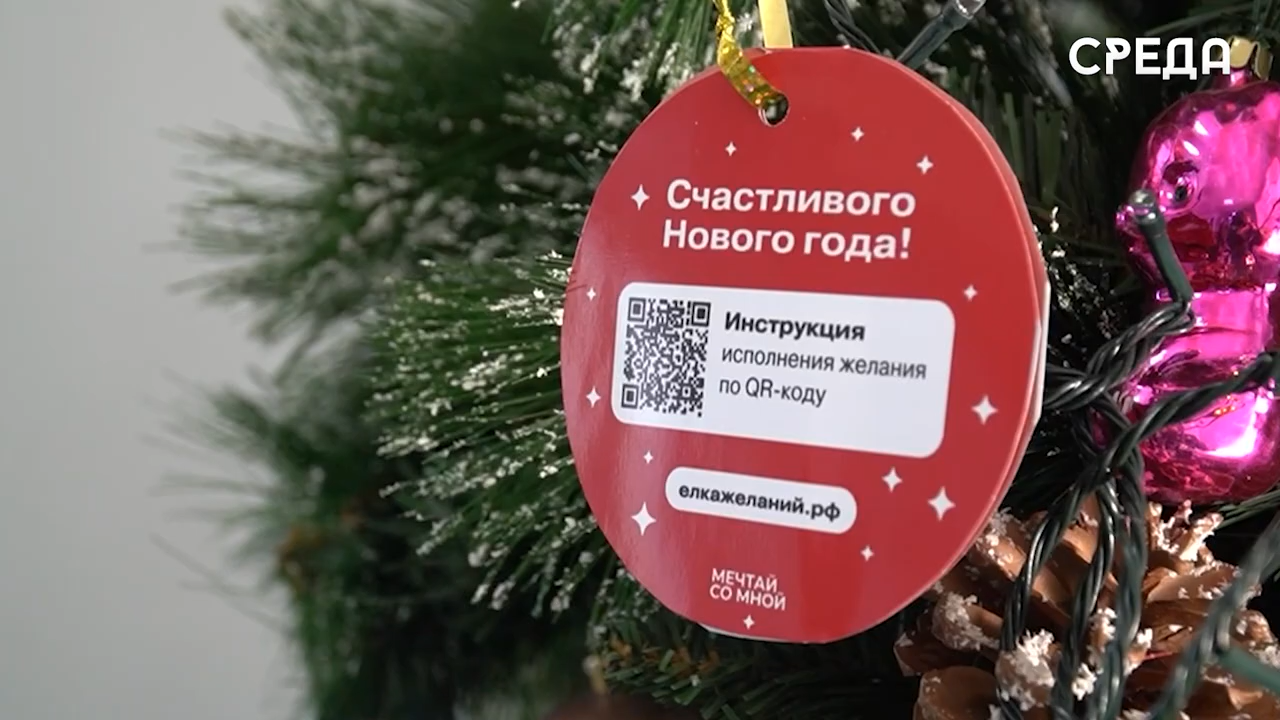 СРЕДА
Счастливого
Нового года!
Инструкция
исполнения желания
по QR-коду
елкажеланий.рф
МЕЧТАЙ
СО МНОЙ